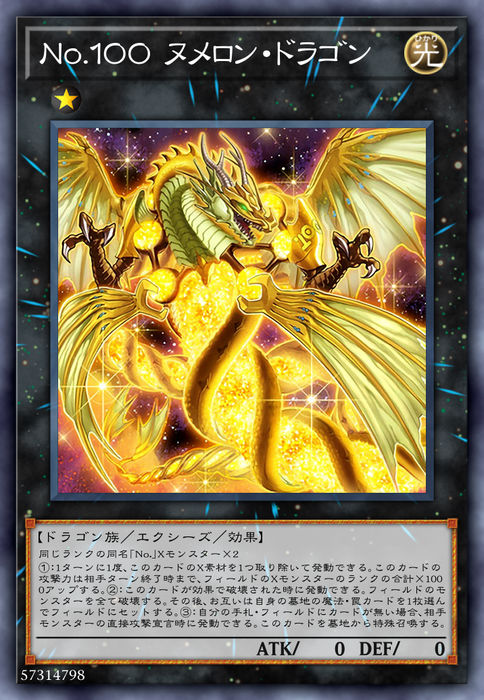 No.100 ヌメロン・ドラゴン
ひかり
光
100
【ドラゴン族／エクシーズ／効果】
同じランクの同名「No.」Xモンスター×2
①:1ターンに1度、このカードのX素材を1つ取り除いて発動できる。このカードの
攻撃力は相手ターン終了時まで、フィールドのXモンスターのランクの合計×100
0アップする。②:このカードが効果で破壊された時に発動できる。フィールドのモ
ンスターを全て破壊する。その後、お互いは自身の墓地の魔法・罠カードを1枚選ん
でフィールドにセットする。③:自分の手札・フィールドにカードが無い場合、相手
モンスターの直接攻撃宣言時に発動できる。このカードを墓地から特殊召喚する。
ATK/ 0 DEF/ 0
57314798